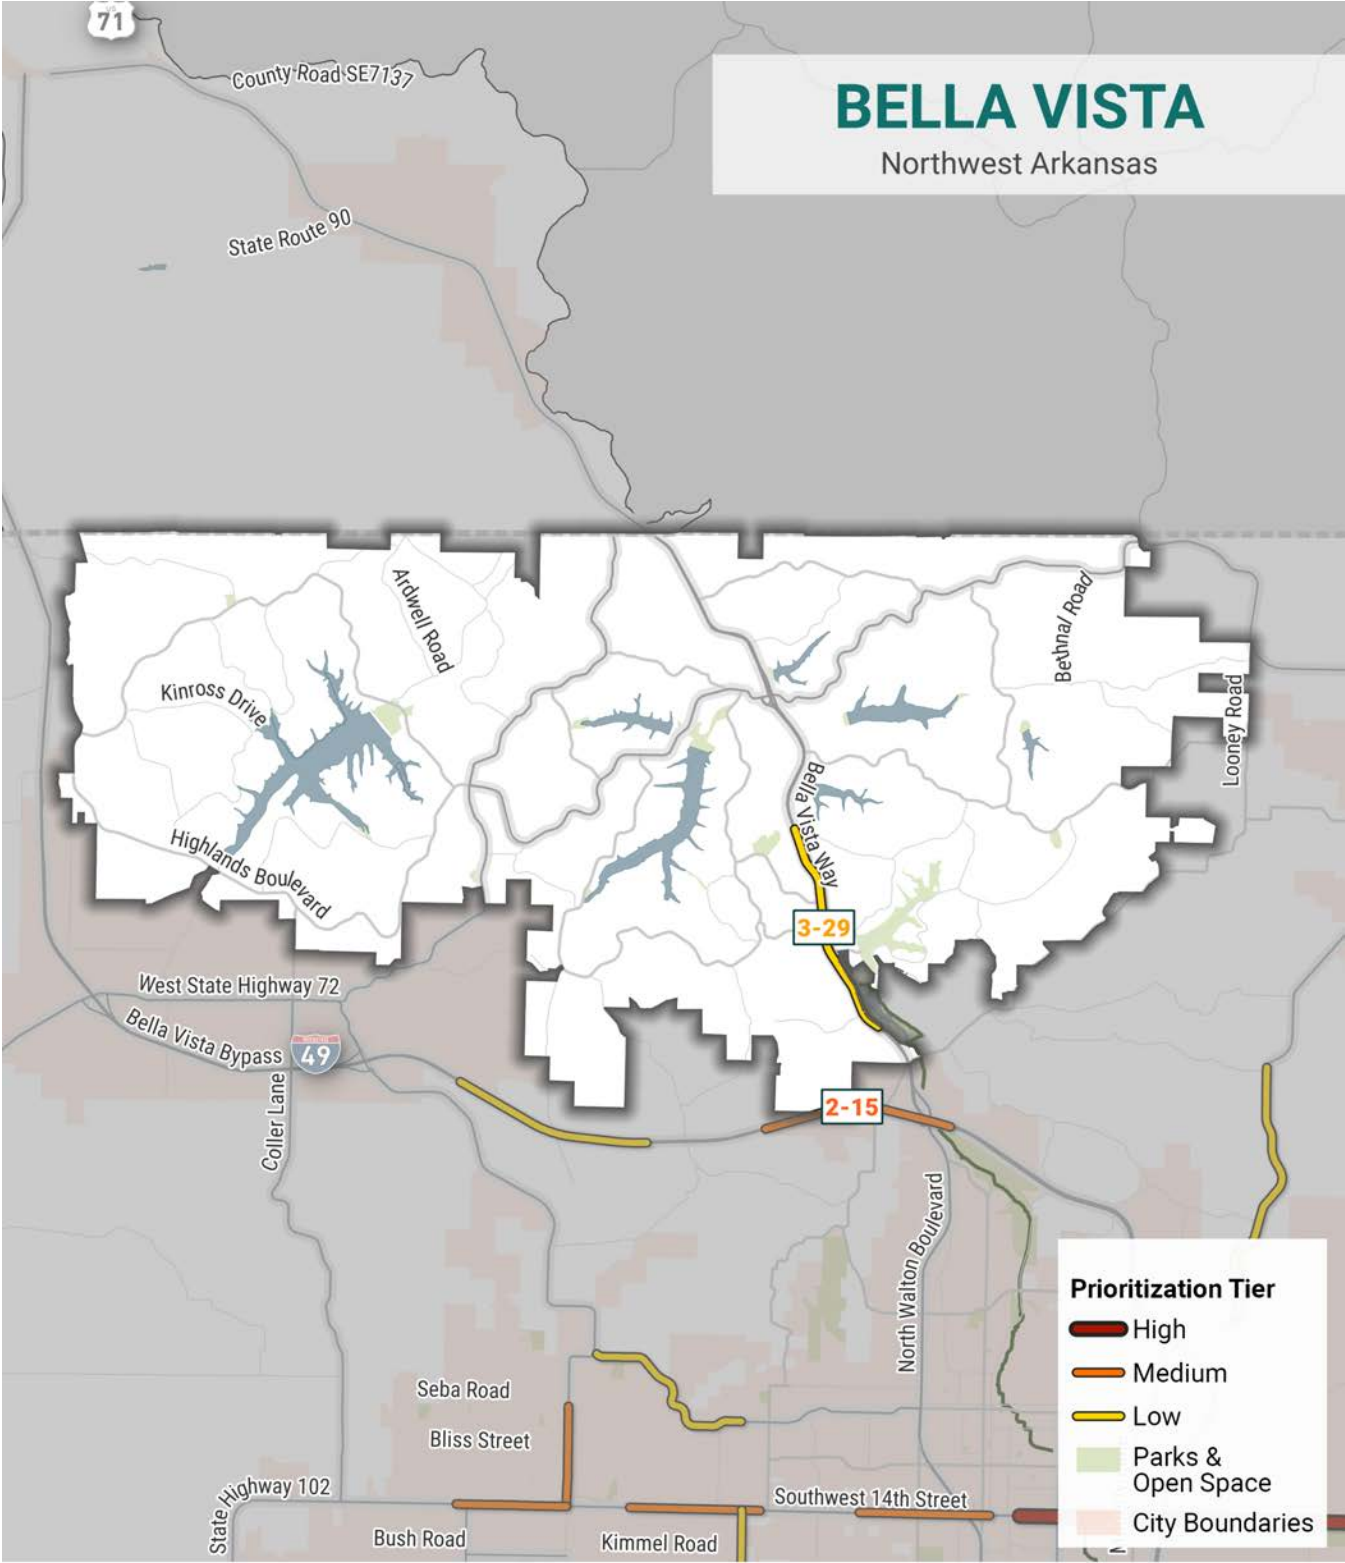 US
71
County Road SE7137
BELLA VISTA
Northwest Arkansas
State Route 90
Ardwell Road
Bethnal Road
Kinross Drive
Looney Road
Bella Vista Way
Highlands Boulevard
3-29
West State Highway 72
Bella Vista Bypass
49
Coller Lane
2-15
North Walton Boulevard
Prioritization Tier
High
Medium
Low
Parks &
Open Space
City Boundaries
Seba Road
Bliss Street
State Highway 102
Southwest 14th Street
Bush Road
Kimmel Road